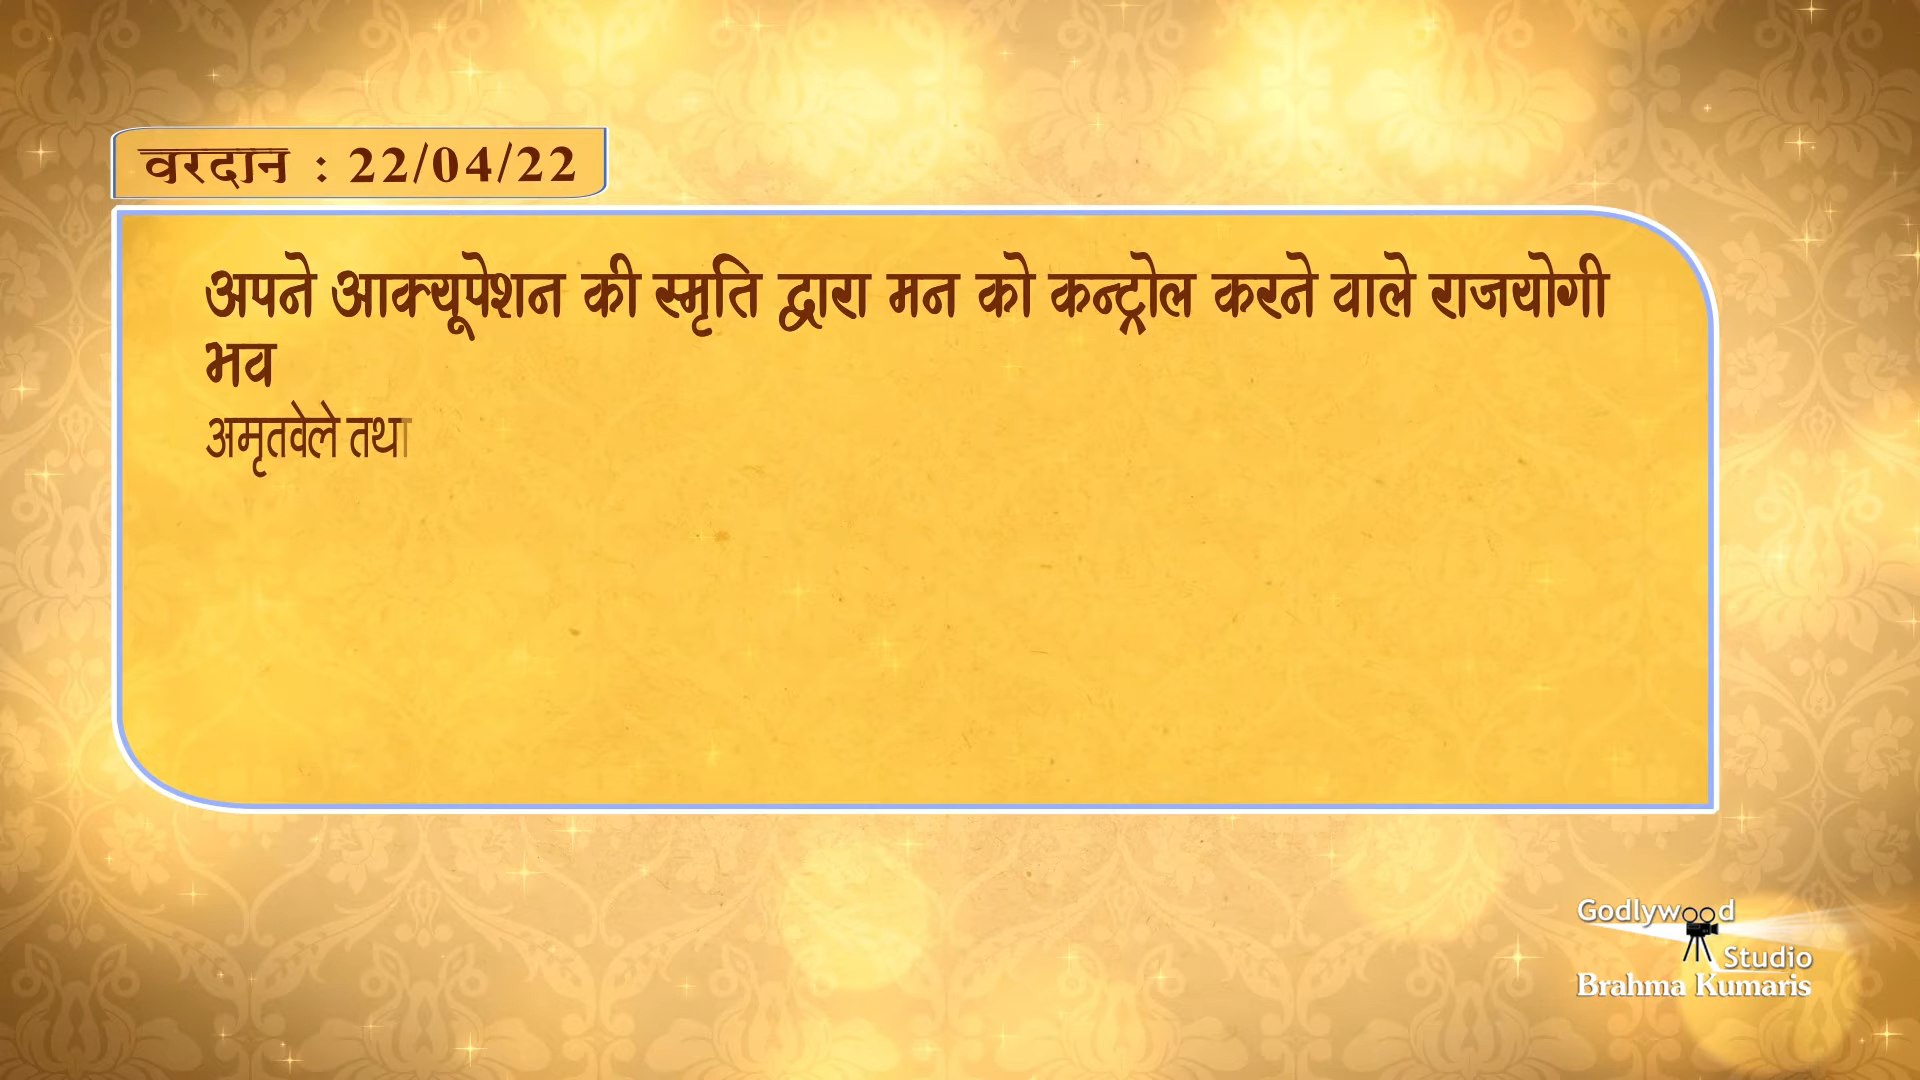 वरदान : 22/04/22
अपने आक्यूपेशन की स्मृति द्वारा मन को कन्ट्रोल करने वाले राजयोगी
भव
अमृतवेले तथा
Godlywood
Studio
Brahma Kumaris